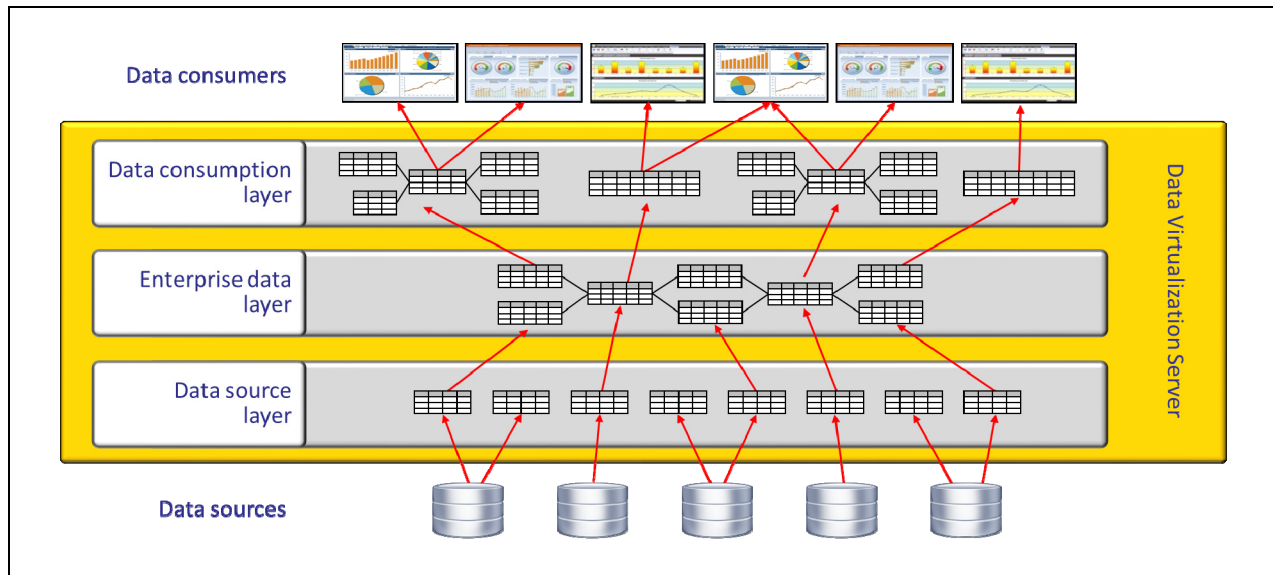 Data consumers
Data consumption
layer
Enterprise data
layer
Data source
layer
Data sources
Data Virtualization Server